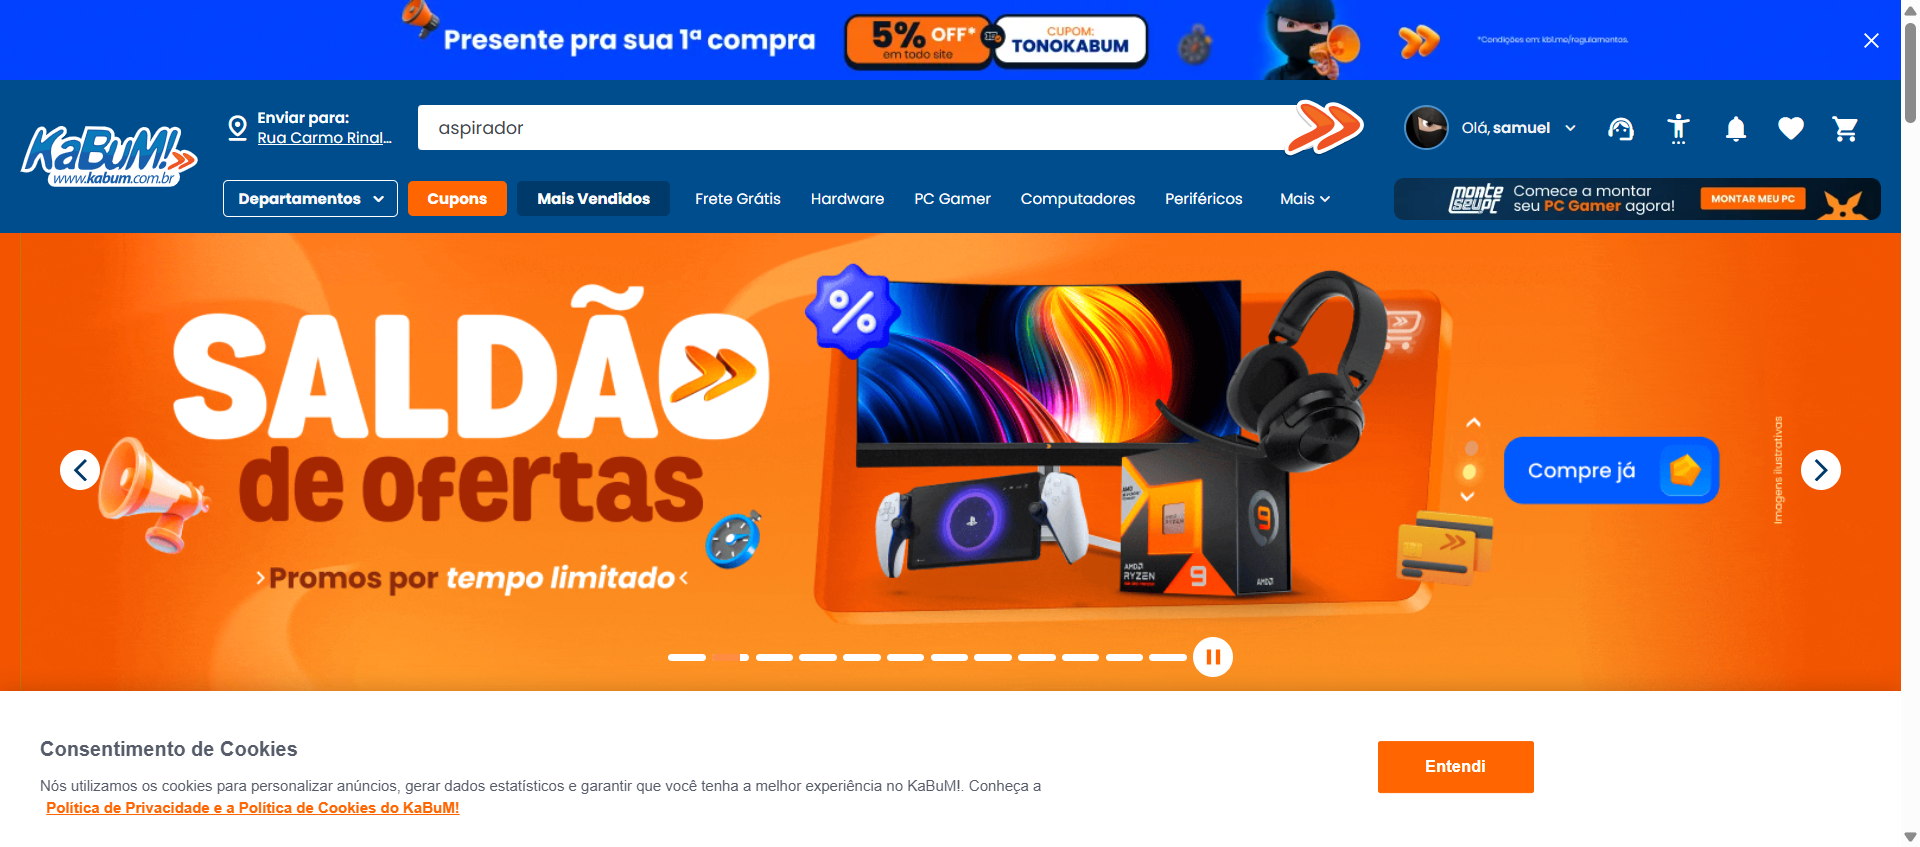 Presente pra sua 1ª compra
5% OFF*
em todo site
CUPOM:
TONOKABUM
*Condições em: kbl.me/regulamentos.
KaBuM!
www.kabum.com.br
Enviar para:
Rua Carmo Rinal...
aspirador
Olá, samuel
Departamentos
Cupons
Mais Vendidos
Frete Grátis
Hardware
PC Gamer
Computadores
Periféricos
Mais
monte seu pc
Comece a montar
seu PC Gamer agora!
MONTAR MEU PC
SALDÃO
de ofertas
Promos por tempo limitado
%
AMD
RYZEN
9
9
AMD
RYZEN
AMD
Compre já
Imagens ilustrativas
Consentimento de Cookies
Nós utilizamos os cookies para personalizar anúncios, gerar dados estatísticos e garantir que você tenha a melhor experiência no KaBuM!. Conheça a
Política de Privacidade e a Política de Cookies do KaBuM!
Entendi